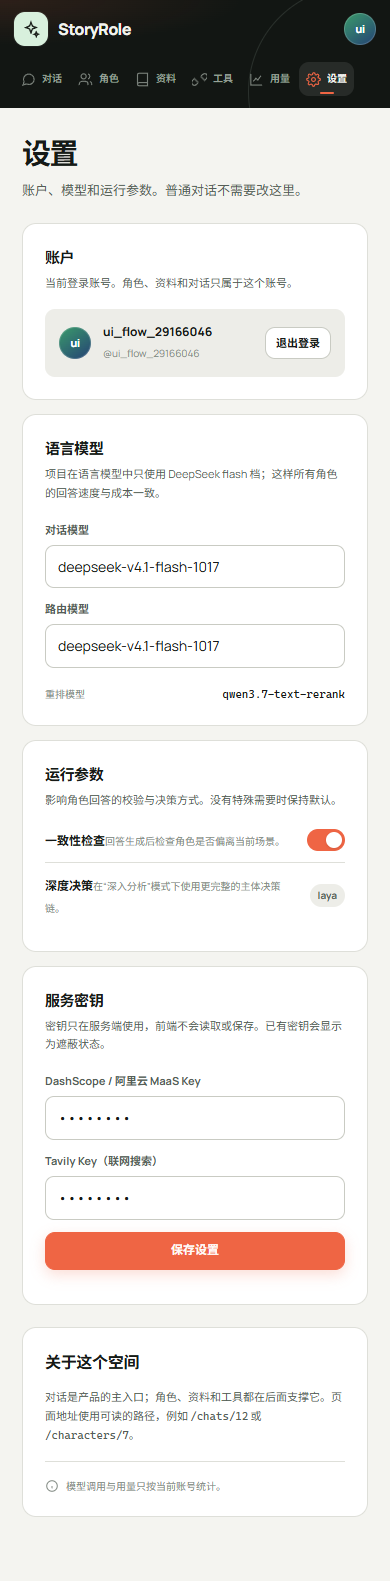 StoryRole
ui
对话
角色
资料
工具
用量
设置
设置
账户、模型和运行参数。普通对话不需要改这里。
账户
当前登录账号。角色、资料和对话只属于这个账号。
ui
ui_flow_29166046
@ui_flow_29166046
退出登录
语言模型
项目在语言模型中只使用 DeepSeek flash 档；这样所有角色
的回答速度与成本一致。
对话模型
deepseek-v4.1-flash-1017
路由模型
deepseek-v4.1-flash-1017
重排模型
qwen3.7-text-rerank
运行参数
影响角色回答的校验与决策方式。没有特殊需要时保持默认。
一致性检查回答生成后检查角色是否偏离当前场景。
深度决策在“深入分析”模式下使用更完整的主体决策
链。
laya
服务密钥
密钥只在服务端使用，前端不会读取或保存。已有密钥会显示
为遮蔽状态。
DashScope / 阿里云 MaaS Key
••••••••
Tavily Key（联网搜索）
••••••••
保存设置
关于这个空间
对话是产品的主入口；角色、资料和工具都在后面支撑它。页
面地址使用可读的路径，例如 /chats/12 或
/characters/7。
模型调用与用量只按当前账号统计。